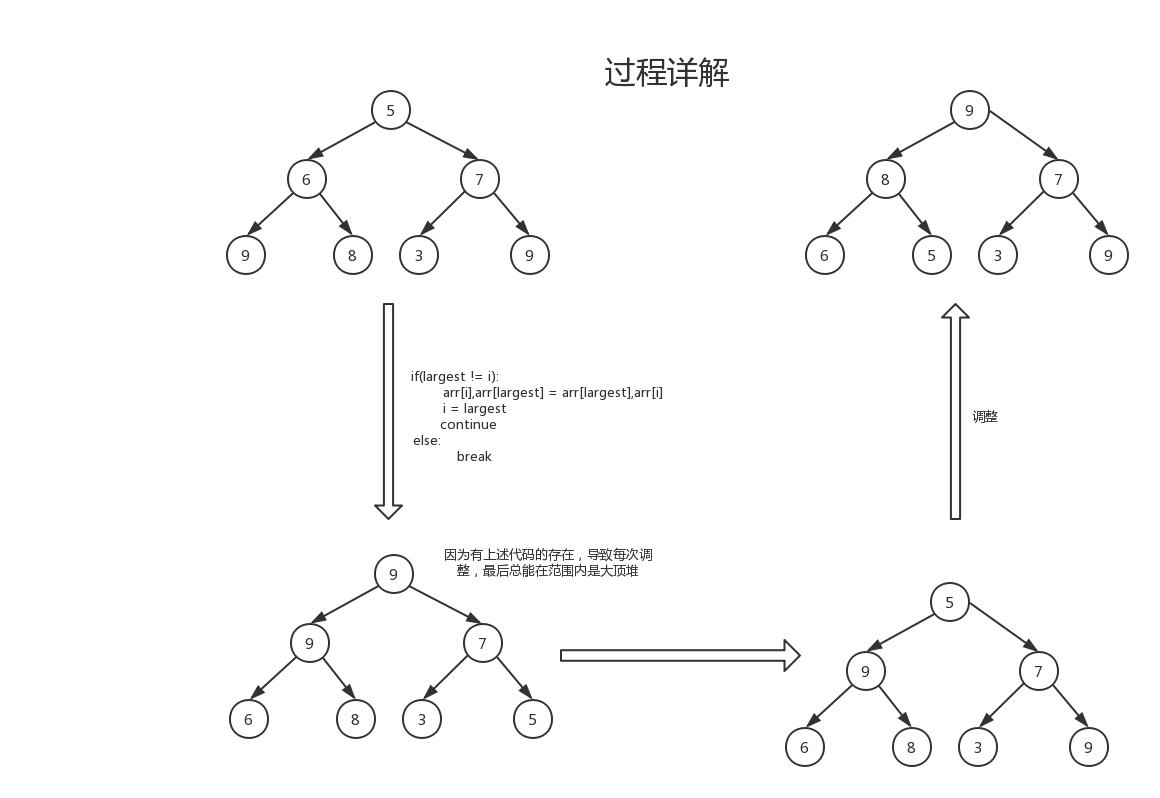 过程详解
5
6 7
9 8 3 9
9
8 7
6 5 3 9
if(largest != i):
arr[i],arr[largest] = arr[largest],arr[i]
i = largest
continue
else:
break
调整
因为有上述代码的存在，导致每次调
整，最后总能在范围内是大顶堆
9
9 7
6 8 3 5
5
9 7
6 8 3 9